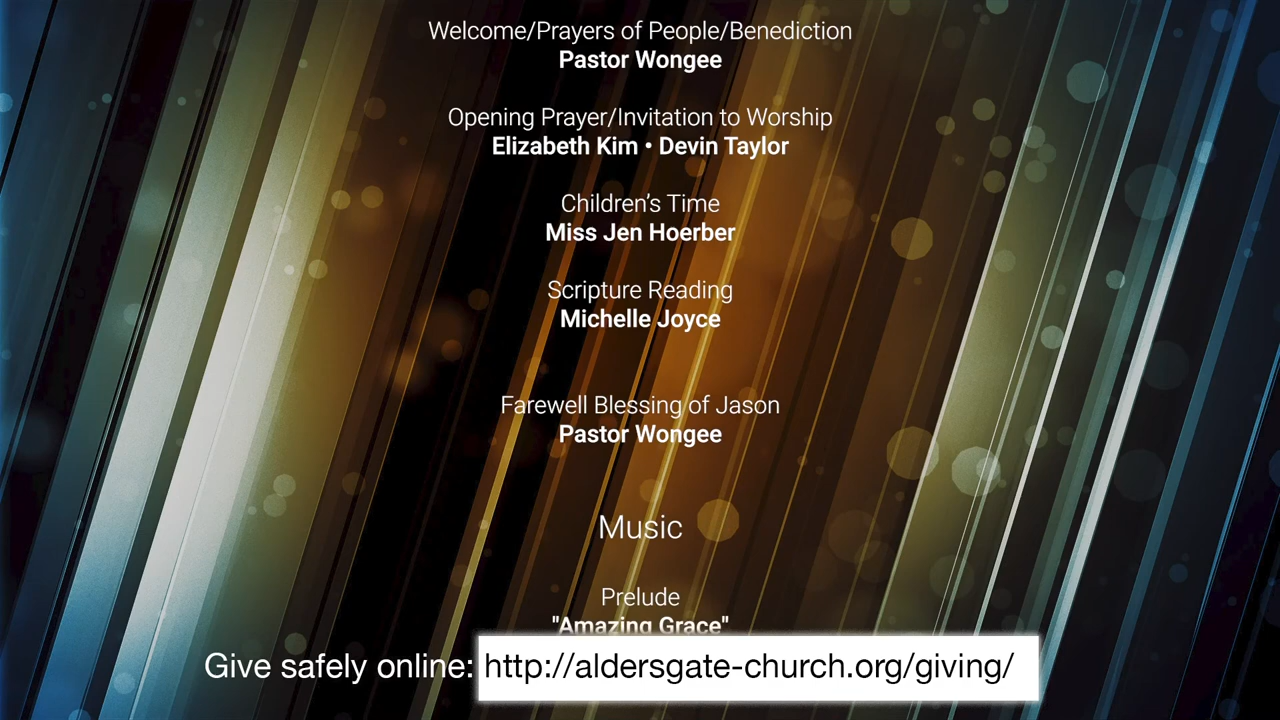 Welcome/Prayers of People/Benediction
Pastor Wongee
Opening Prayer/Invitation to Worship
Elizabeth Kim • Devin Taylor
Children’s Time
Miss Jen Hoerber
Scripture Reading
Michelle Joyce
Farewell Blessing of Jason
Pastor Wongee
Music
Prelude
"Amazing Grace"
Give safely online: http://aldersgate-church.org/giving/